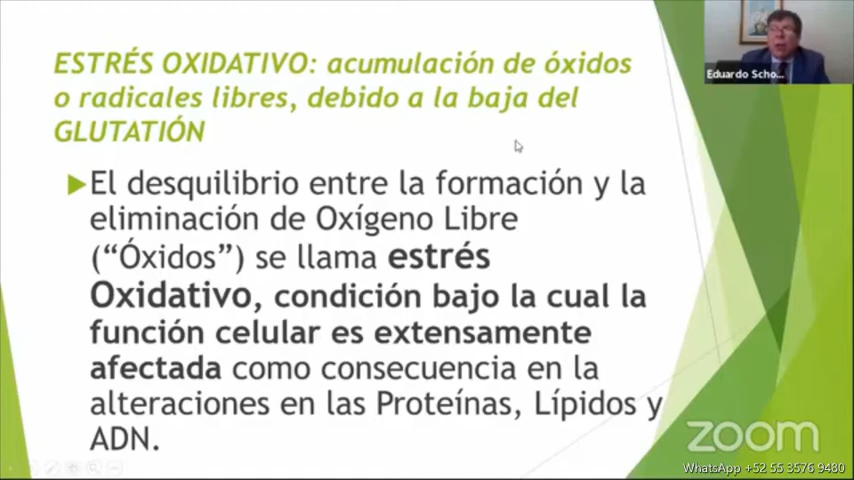 ESTRÉS OXIDATIVO: acumulación de óxidos
o radicales libres, debido a la baja del
GLUTATIÓN
El desquilibrio entre la formación y la
eliminación de Oxígeno Libre
(“Óxidos”) se llama estrés
Oxidativo, condición bajo la cual la
función celular es extensamente
afectada como consecuencia en la
alteraciones en las Proteínas, Lípidos y
ADN.
Eduardo Scho...
zoom
WhatsApp +52 55 3576 9480